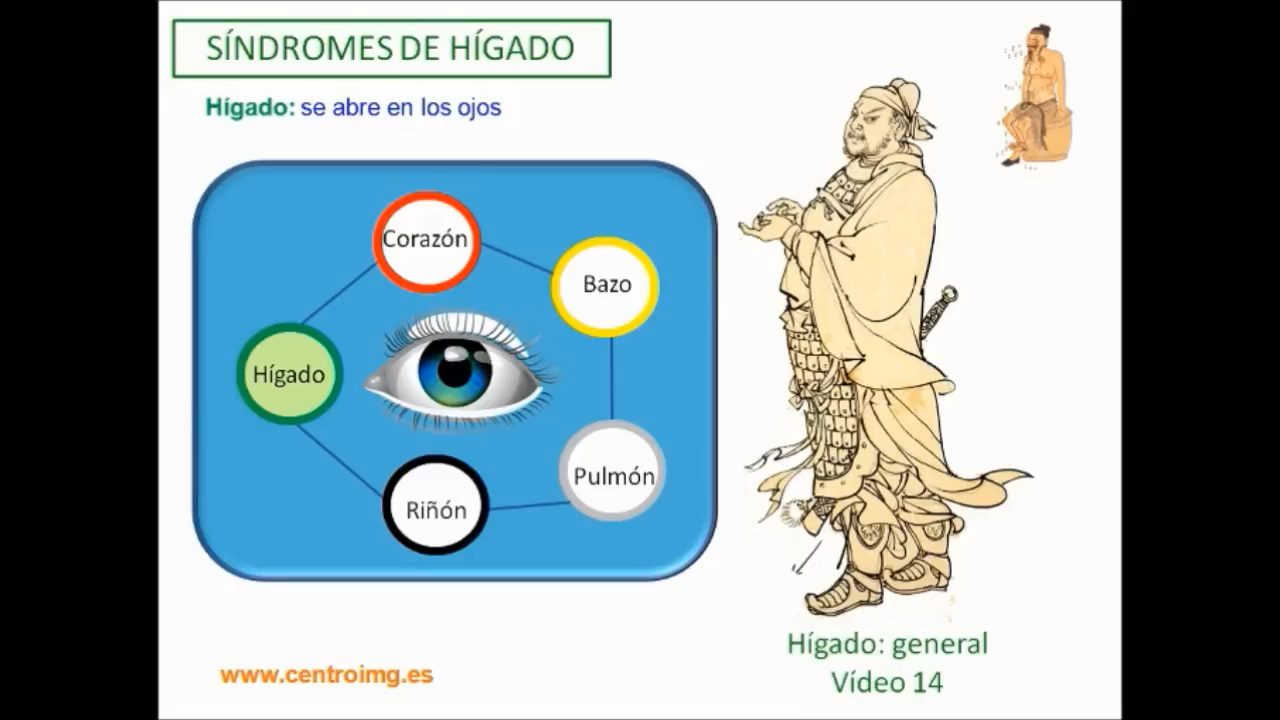 SÍNDROMES DE HÍGADO
Hígado: se abre en los ojos
Corazón
Bazo
Hígado
Pulmón
Riñón
Hígado: general
Vídeo 14
www.centroimg.es